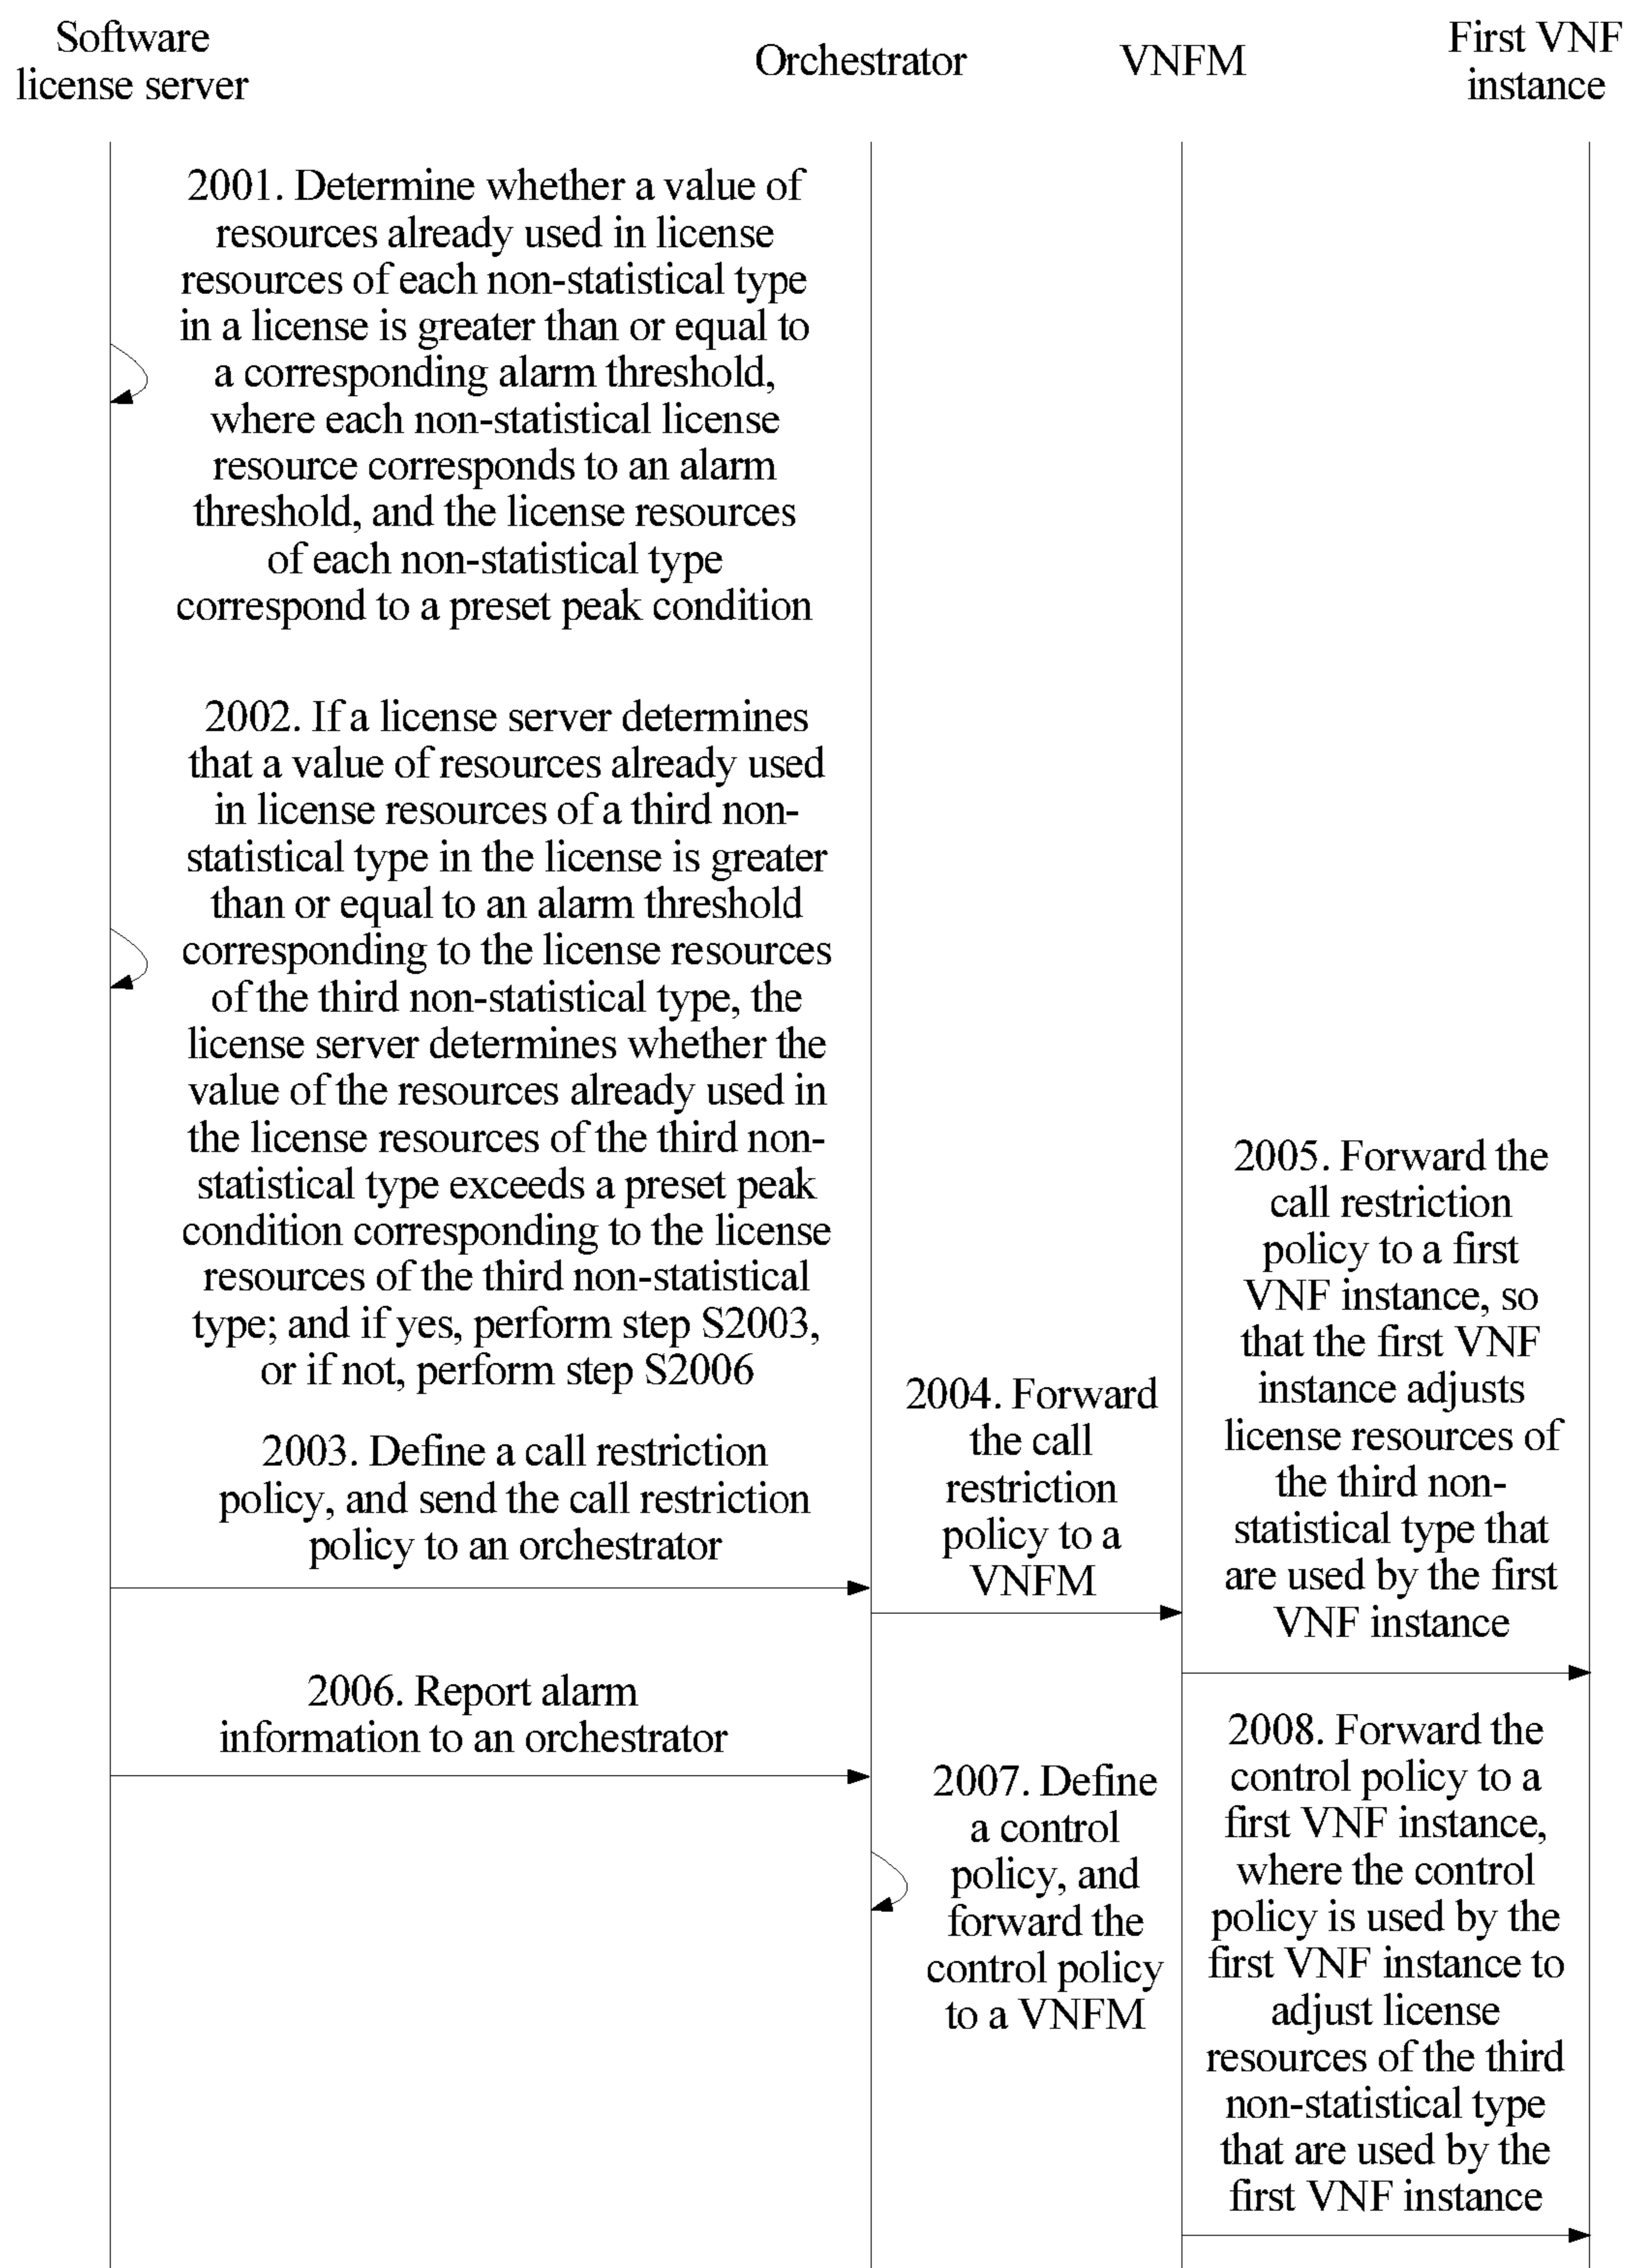 Software
license server
Orchestrator
VNFM
First VNF
instance
2001. Determine whether a value of
resources already used in license
resources of each non-statistical type
in a license is greater than or equal to
a corresponding alarm threshold,
where each non-statistical license
resource corresponds to an alarm
threshold, and the license resources
of each non-statistical type
correspond to a preset peak condition
2002. If a license server determines
that a value of resources already used
in license resources of a third non-
statistical type in the license is greater
than or equal to an alarm threshold
corresponding to the license resources
of the third non-statistical type, the
license server determines whether the
value of the resources already used in
the license resources of the third non-
statistical type exceeds a preset peak
condition corresponding to the license
resources of the third non-statistical
type; and if yes, perform step S2003,
or if not, perform step S2006
2003. Define a call restriction
policy, and send the call restriction
policy to an orchestrator
2004. Forward
the call
restriction
policy to a
VNFM
2005. Forward the
call restriction
policy to a first
VNF instance, so
that the first VNF
instance adjusts
license resources of
the third non-
statistical type that
are used by the first
VNF instance
2006. Report alarm
information to an orchestrator
2007. Define
a control
policy, and
forward the
control policy
to a VNFM
2008. Forward the
control policy to a
first VNF instance,
where the control
policy is used by the
first VNF instance to
adjust license
resources of the third
non-statistical type
that are used by the
first VNF instance